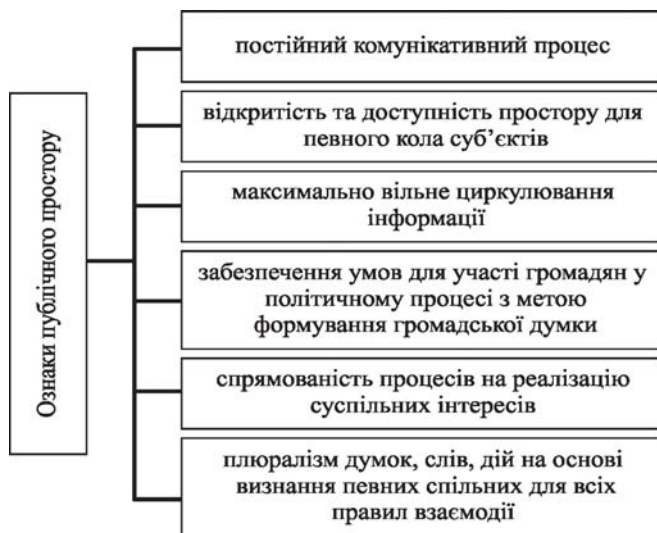 Ознаки публічного простору
постійний комунікативний процес
відкритість та доступність простору для
певного кола суб’єктів
максимально вільне циркулювання
інформації
забезпечення умов для участі громадян у
політичному процесі з метою
формування громадської думки
спрямованість процесів на реалізацію
суспільних інтересів
плюралізм думок, слів, дій на основі
визнання певних спільних для всіх
правил взаємодії